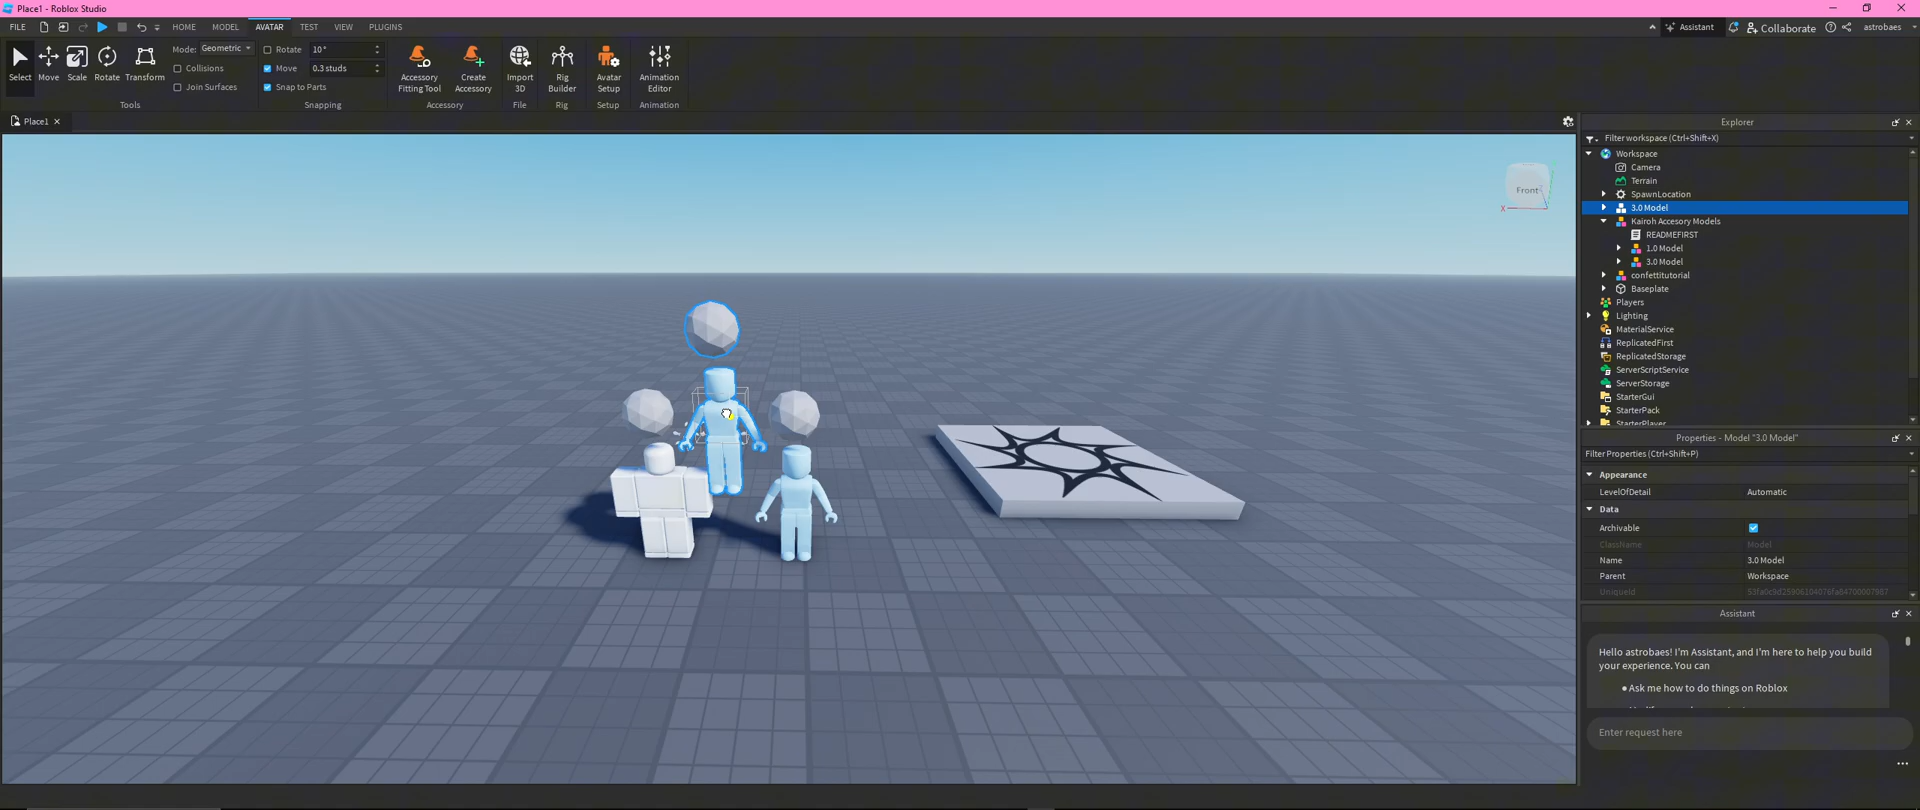 Place1 - Roblox Studio
FILE HOME MODEL AVATAR TEST VIEW PLUGINS Assistant Collaborate astrobaes
Select Move Scale Rotate Transform
Mode: Geometric
Collisions
Join Surfaces
Tools
Rotate 10°
Move 0.3 studs
Snap to Parts
Snapping
Accessory Fitting Tool
Create Accessory
Accessory
Import 3D
File
Rig Builder
Rig
Avatar Setup
Setup
Animation Editor
Animation
Place1
Front
X
Explorer
Filter workspace (Ctrl+Shift+X)
Workspace
Camera
Terrain
SpawnLocation
3.0 Model
Kairoh Accesory Models
READMEFIRST
1.0 Model
3.0 Model
confettitutorial
Baseplate
Players
Lighting
MaterialService
ReplicatedFirst
ReplicatedStorage
ServerScriptService
ServerStorage
StarterGui
StarterPack
StarterPlayer
Properties - Model "3.0 Model"
Filter Properties (Ctrl+Shift+P)
Appearance
LevelOfDetail Automatic
Data
Archivable
ClassName Model
Name 3.0 Model
Parent Workspace
UniqueId
Assistant
Hello astrobaes! I'm Assistant, and I'm here to help you build
your experience. You can
• Ask me how to do things on Roblox
Enter request here